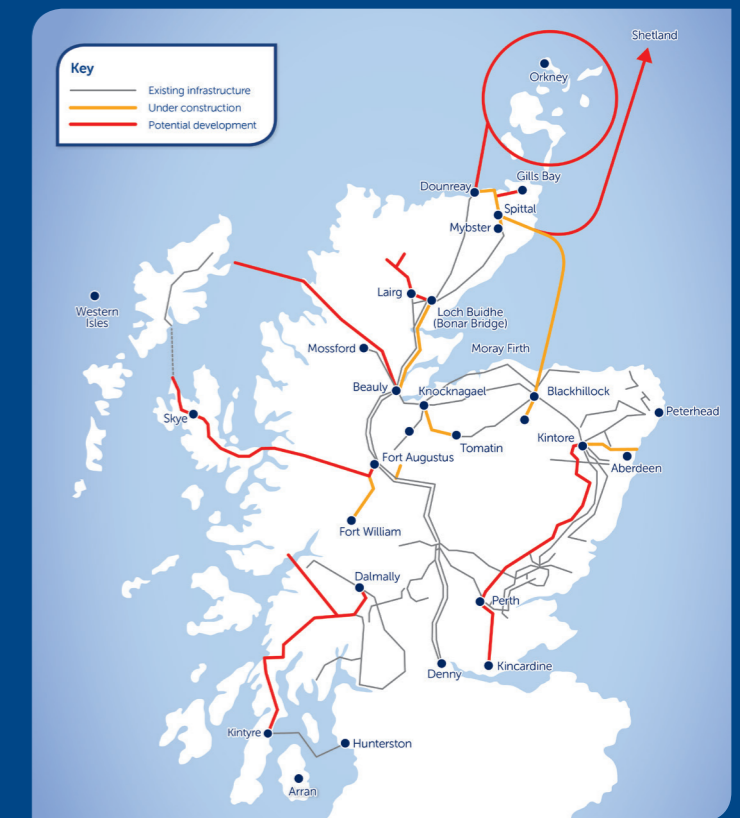 Shetland
Key
Existing infrastructure
Under construction
Potential development
Orkney
Gills Bay
Dounreay
Spittal
Mybster
Lairg
Loch Buidhe
(Bonar Bridge)
Western
Isles
Mossford
Moray Firth
Beauly
Knocknagael
Blackhillock
Peterhead
Skye
Kintore
Tomatin
Fort Augustus
Aberdeen
Fort William
Dalmally
Perth
Denny
Kincardine
Kintyre
Hunterston
Arran